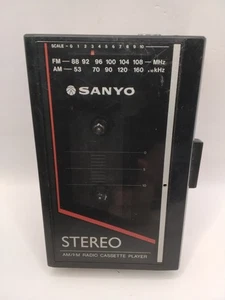 SCALE 0 1 2 3 4 5 6 7 8 9 10
FM 88 92 96 100 104 108 MHz
AM 53 70 90 120 160 kHz
SANYO
STEREO
AM/FM RADIO CASSETTE PLAYER